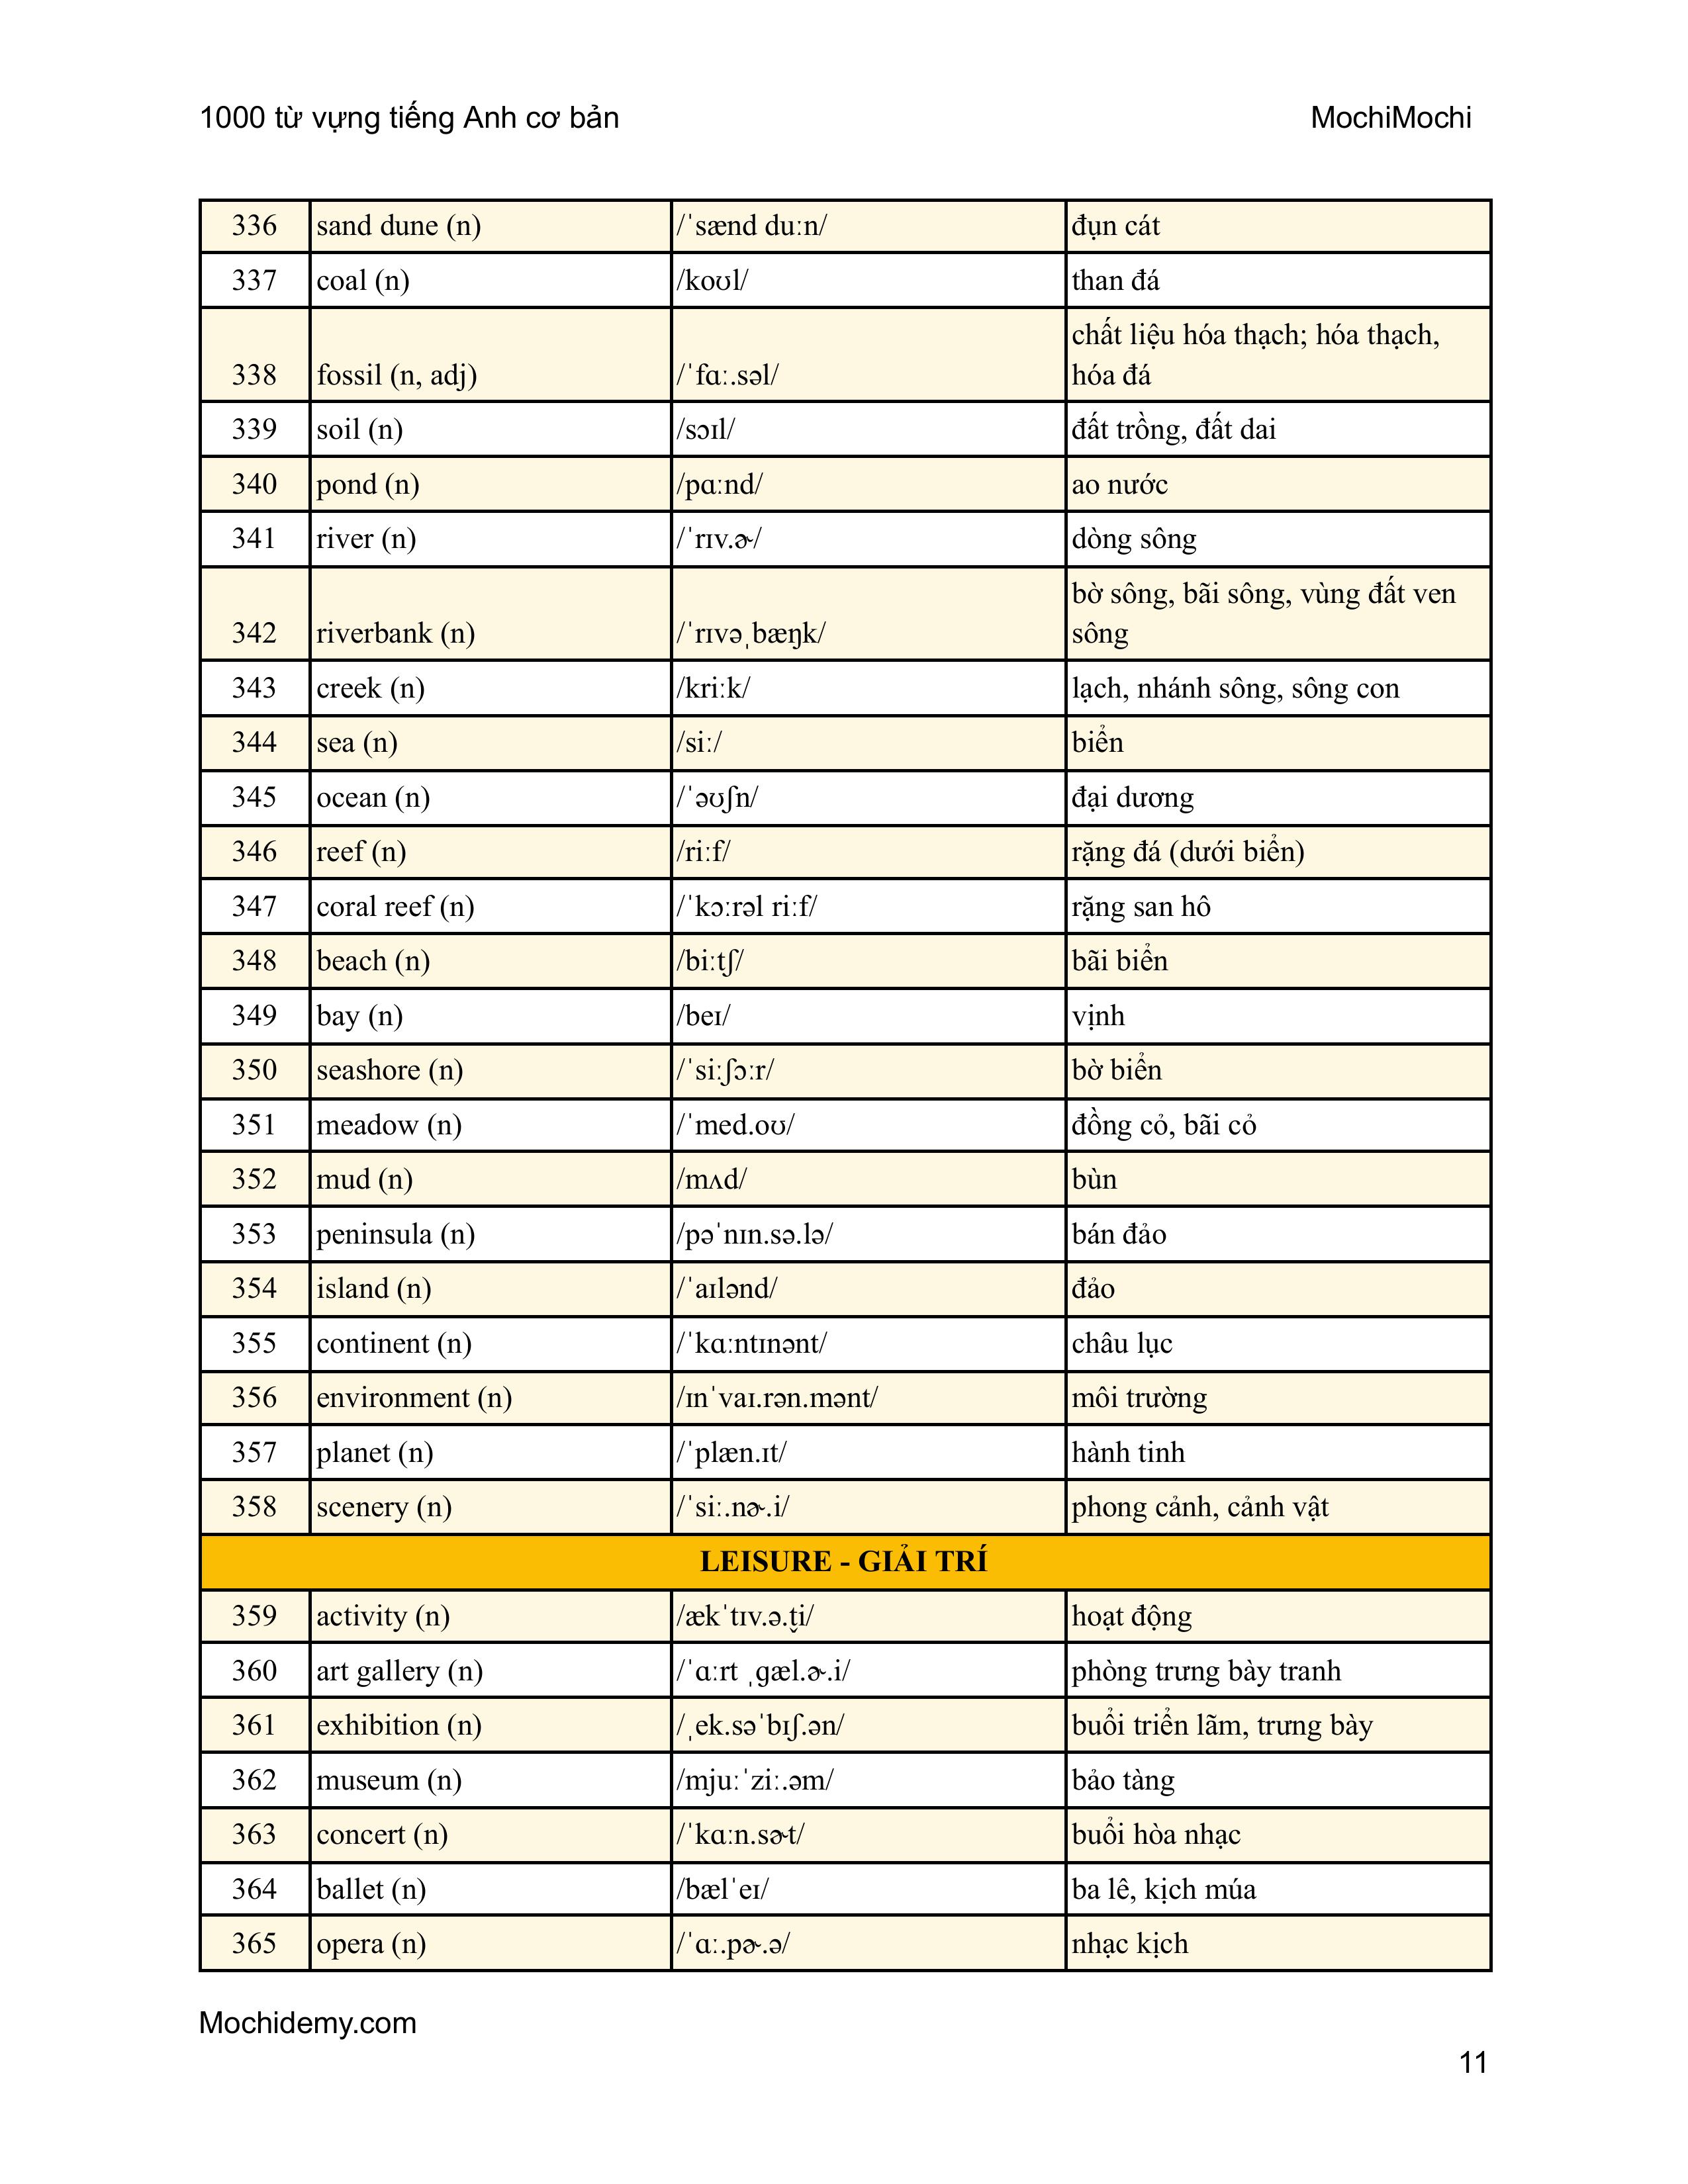 1000 từ vựng tiếng Anh cơ bản MochiMochi
336 sand dune (n) /ˈsænd duːn/ đụn cát
337 coal (n) /koʊl/ than đá
chất liệu hóa thạch; hóa thạch,
338 fossil (n, adj) /ˈfɑː.səl/ hóa đá
339 soil (n) /sɔɪl/ đất trồng, đất dai
340 pond (n) /pɑːnd/ ao nước
341 river (n) /ˈrɪv.ɚ/ dòng sông
bờ sông, bãi sông, vùng đất ven
342 riverbank (n) /ˈrɪvəˌbæŋk/ sông
343 creek (n) /kriːk/ lạch, nhánh sông, sông con
344 sea (n) /siː/ biển
345 ocean (n) /ˈəʊʃn/ đại dương
346 reef (n) /riːf/ rặng đá (dưới biển)
347 coral reef (n) /ˈkɔːrəl riːf/ rặng san hô
348 beach (n) /biːtʃ/ bãi biển
349 bay (n) /beɪ/ vịnh
350 seashore (n) /ˈsiːʃɔːr/ bờ biển
351 meadow (n) /ˈmed.oʊ/ đồng cỏ, bãi cỏ
352 mud (n) /mʌd/ bùn
353 peninsula (n) /pəˈnɪn.sə.lə/ bán đảo
354 island (n) /ˈaɪlənd/ đảo
355 continent (n) /ˈkɑːntɪnənt/ châu lục
356 environment (n) /ɪnˈvaɪ.rən.mənt/ môi trường
357 planet (n) /ˈplæn.ɪt/ hành tinh
358 scenery (n) /ˈsiː.nɚ.i/ phong cảnh, cảnh vật
LEISURE - GIẢI TRÍ
359 activity (n) /ækˈtɪv.ə.t̬i/ hoạt động
360 art gallery (n) /ˈɑːrt ˌɡæl.ɚ.i/ phòng trưng bày tranh
361 exhibition (n) /ˌek.səˈbɪʃ.ən/ buổi triển lãm, trưng bày
362 museum (n) /mjuːˈziː.əm/ bảo tàng
363 concert (n) /ˈkɑːn.sɚt/ buổi hòa nhạc
364 ballet (n) /bælˈeɪ/ ba lê, kịch múa
365 opera (n) /ˈɑː.pɚ.ə/ nhạc kịch
Mochidemy.com
11